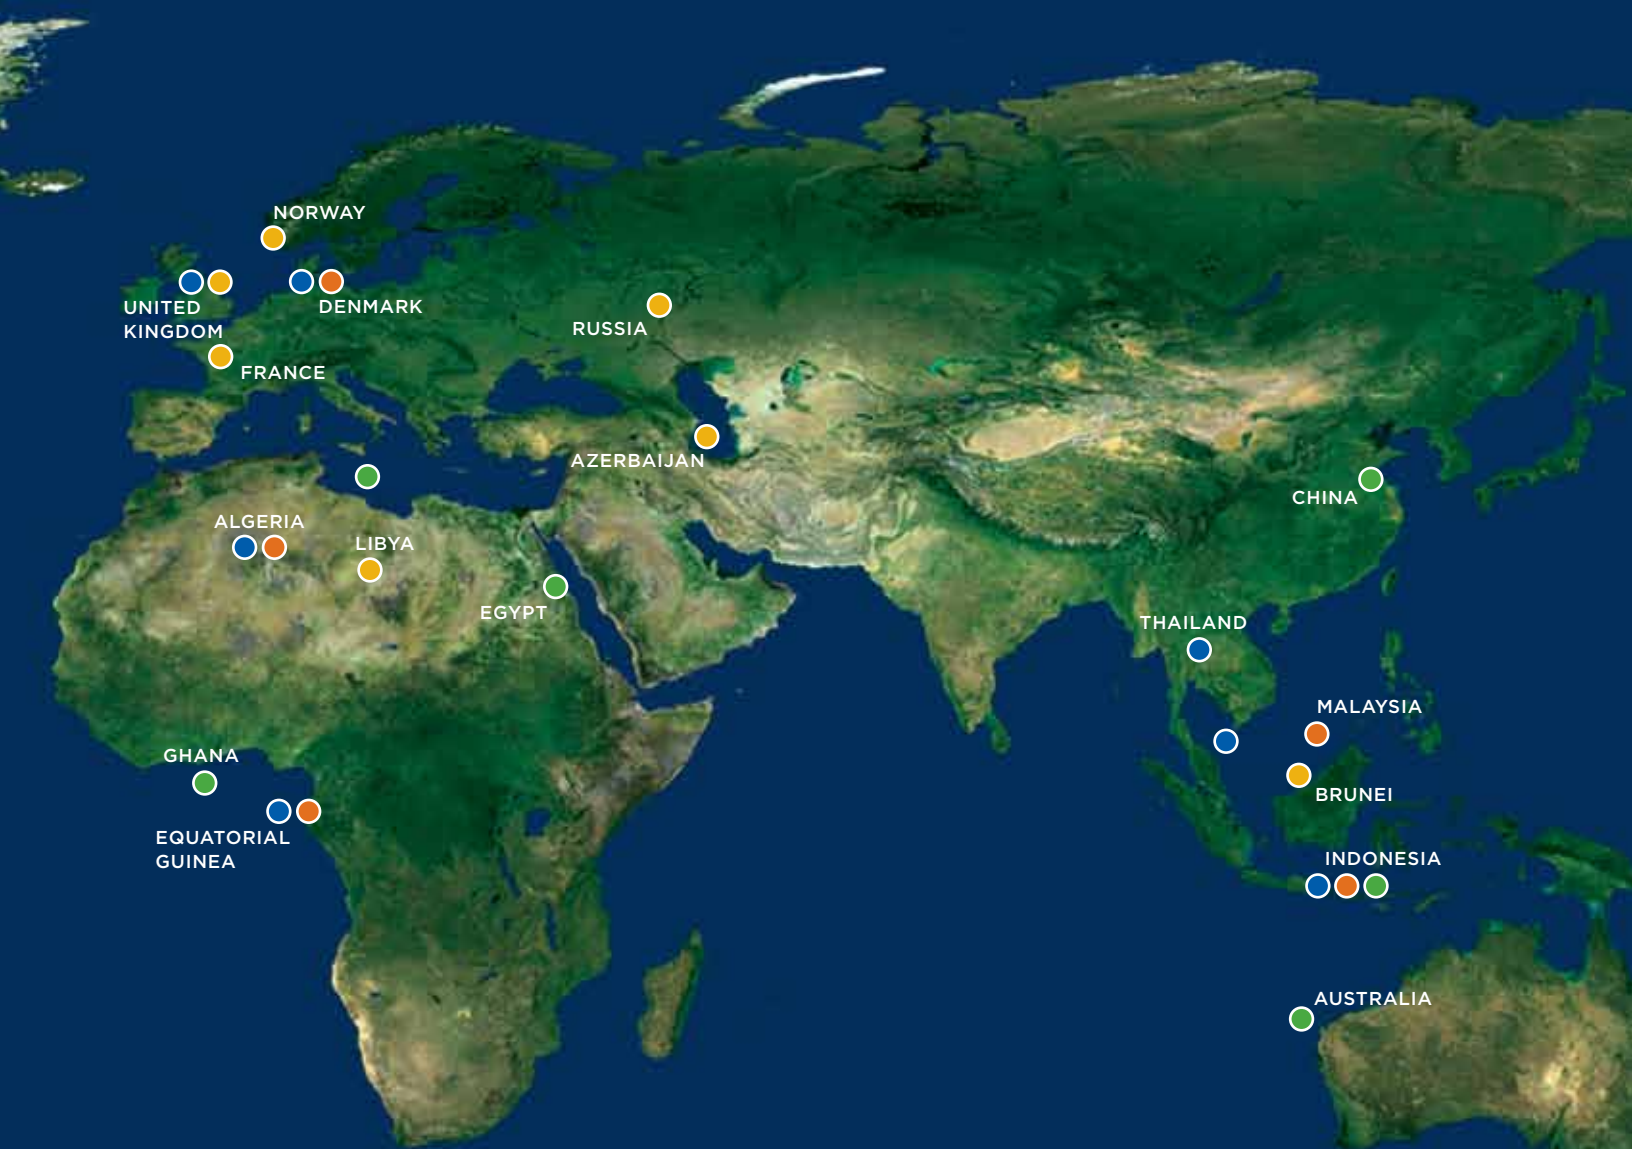 NORWAY
UNITED
KINGDOM
DENMARK
RUSSIA
FRANCE
AZERBAIJAN
CHINA
ALGERIA
LIBYA
EGYPT
THAILAND
MALAYSIA
GHANA
BRUNEI
EQUATORIAL
GUINEA
INDONESIA
AUSTRALIA